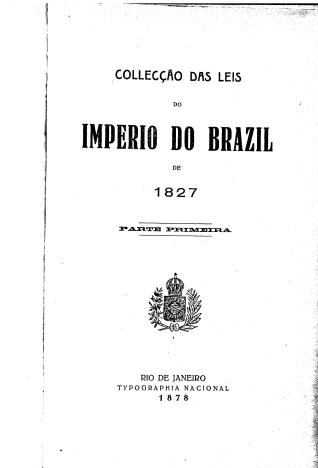 COLLECÇÃO DAS LEIS
DO
IMPERIO DO BRAZIL
DE
1827
PARTE PRIMEIRA
RIO DE JANEIRO
TYPOGRAPHIA NACIONAL
1878